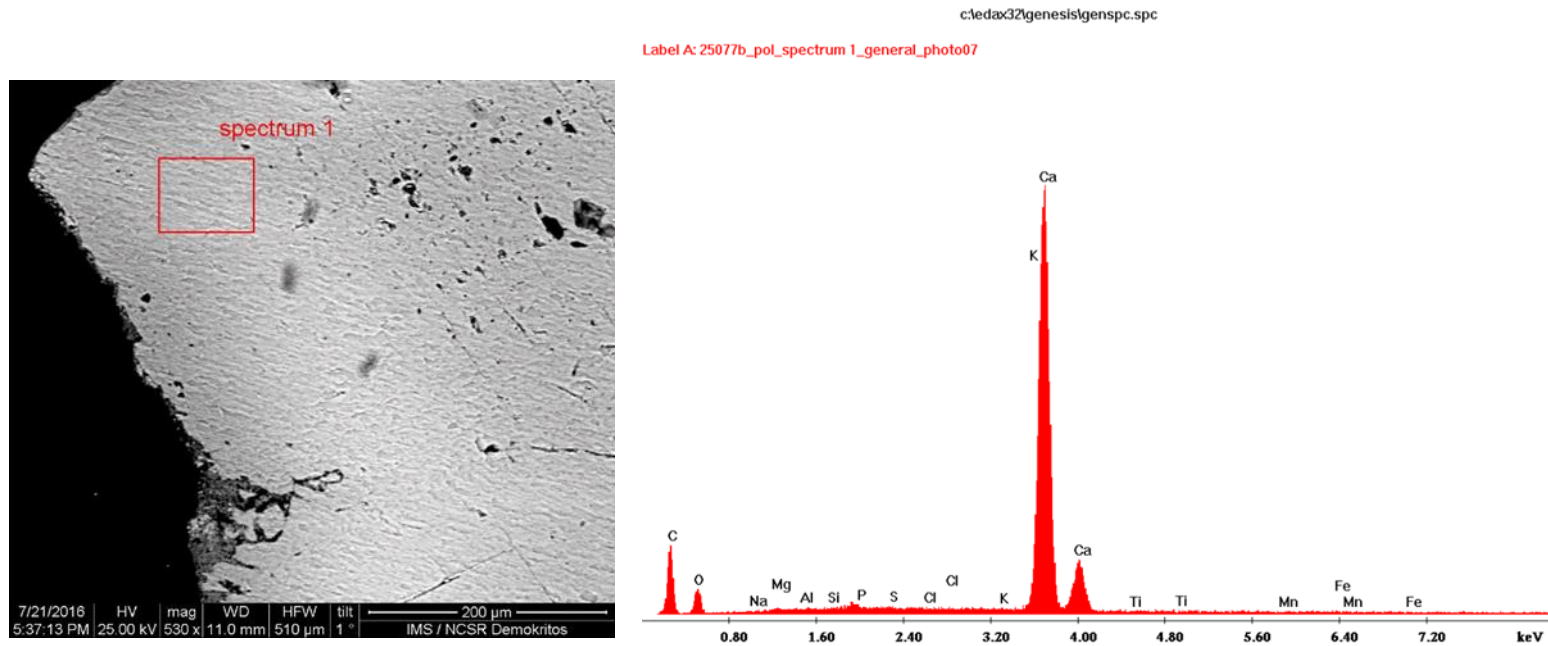 c:\edax32\genesis\genspc.spc
Label A: 25077b_pol_spectrum 1_general_photo07
spectrum 1
7/21/2016 HV mag WD HFW tilt 200 µm
5:37:13 PM 25.00 kV 530 x 11.0 mm 510 µm 1 ° IMS / NCSR Demokritos
Ca
K
C
O
Na
Mg
Al
Si
P
S
Cl
Cl
K
Ca
Ti
Ti
Mn
Fe
Mn
Fe
0.80 1.60 2.40 3.20 4.00 4.80 5.60 6.40 7.20 keV